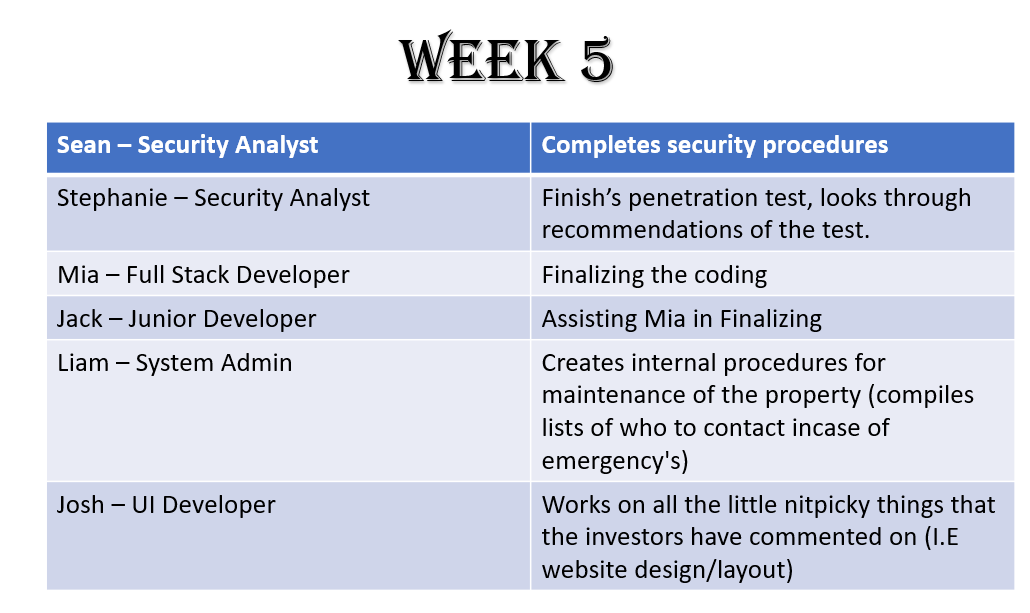 WEEK 5
Sean – Security Analyst
Completes security procedures
Stephanie – Security Analyst
Finish’s penetration test, looks through
recommendations of the test.
Mia – Full Stack Developer
Finalizing the coding
Jack – Junior Developer
Assisting Mia in Finalizing
Liam – System Admin
Creates internal procedures for
maintenance of the property (compiles
lists of who to contact incase of
emergency's)
Josh – UI Developer
Works on all the little nitpicky things that
the investors have commented on (I.E
website design/layout)